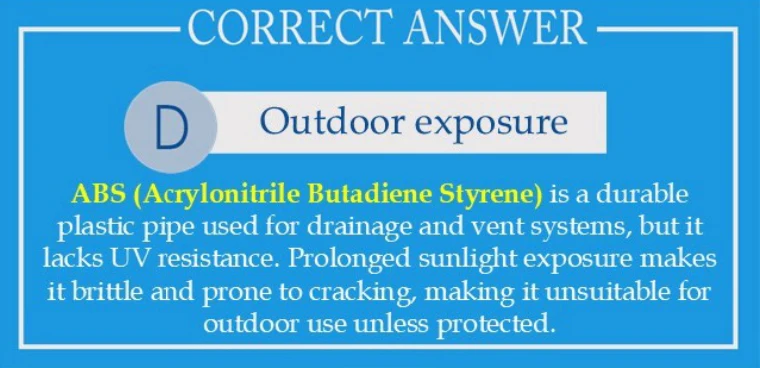 CORRECT ANSWER
D
Outdoor exposure
ABS (Acrylonitrile Butadiene Styrene) is a durable
plastic pipe used for drainage and vent systems, but it
lacks UV resistance. Prolonged sunlight exposure makes
it brittle and prone to cracking, making it unsuitable for
outdoor use unless protected.